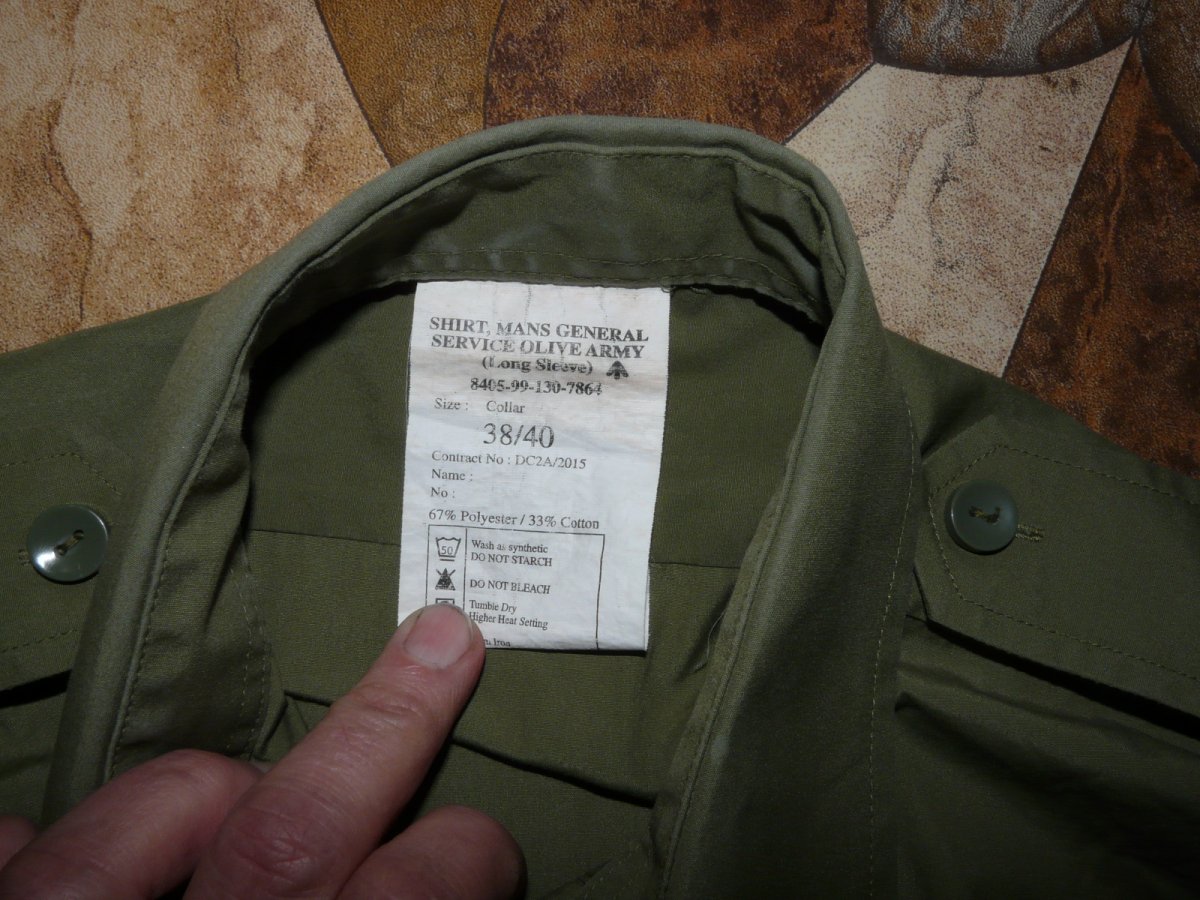 SHIRT, MANS GENERAL
SERVICE OLIVE ARMY
(Long Sleeve)
8405-99-130-7864
Size : Collar
38/40
Contract No : DC2A/2015
Name :
No :
67% Polyester / 33% Cotton
50
Wash as synthetic
DO NOT STARCH
DO NOT BLEACH
Tumble Dry
Higher Heat Setting
Iron